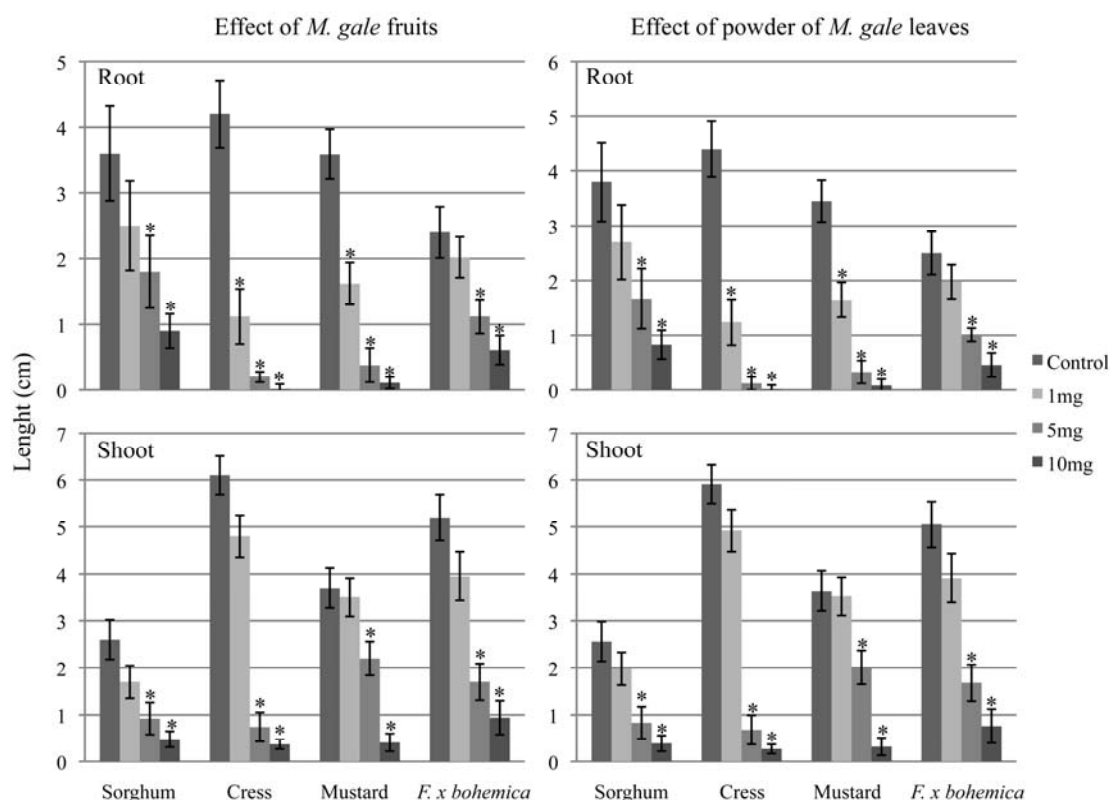 Effect of M. gale fruits
Effect of powder of M. gale leaves
Lenght (cm)
Root
5
4
3
2
1
0
* * * * * * * * *
Root
6
5
4
3
2
1
0
* * * * * * * * *
Control
1mg
5mg
10mg
Shoot
7
6
5
4
3
2
1
0
* * * * * * * *
Sorghum Cress Mustard F. x bohemica
Shoot
7
6
5
4
3
2
1
0
* * * * * * * *
Sorghum Cress Mustard F. x bohemica